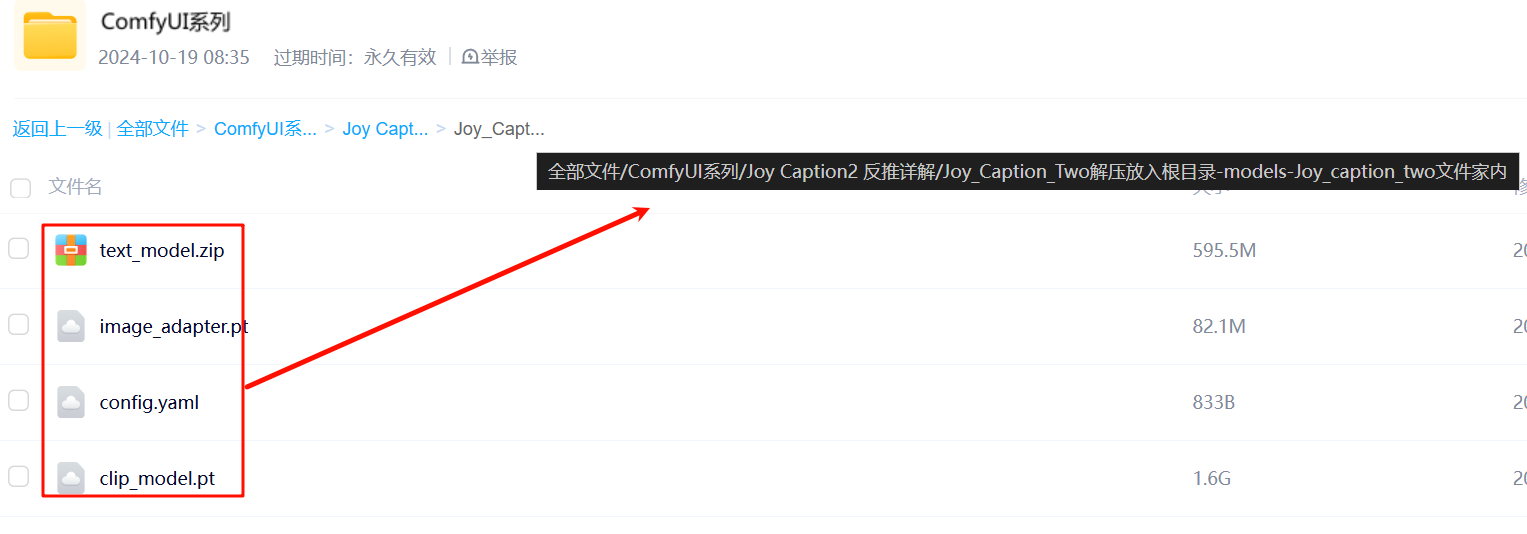 ComfyUI系列
2024-10-19 08:35 过期时间：永久有效 举报
返回上一级 | 全部文件 > ComfyUI系... > Joy Capt... > Joy_Capt...
全部文件/ComfyUI系列/Joy Caption2 反推详解/Joy_Caption_Two解压放入根目录-models-Joy_caption_two文件家内
文件名
text_model.zip 595.5M 20
image_adapter.pt 82.1M 20
config.yaml 833B 20
clip_model.pt 1.6G 20